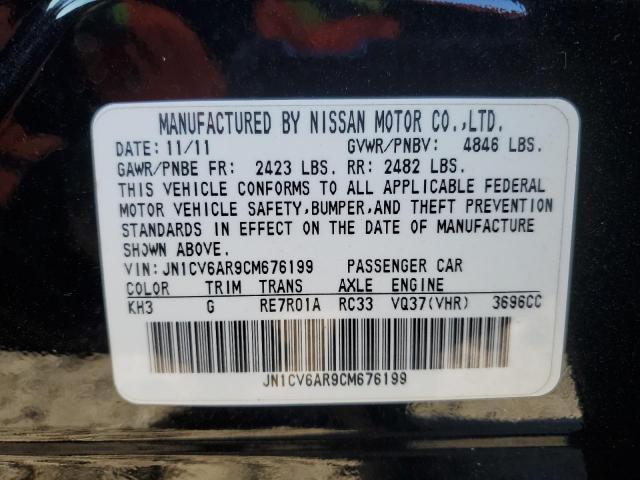 MANUFACTURED BY NISSAN MOTOR CO.,LTD.
DATE: 11/11 GVWR/PNBV: 4846 LBS.
GAWR/PNBE FR: 2423 LBS. RR: 2482 LBS.
THIS VEHICLE CONFORMS TO ALL APPLICABLE FEDERAL
MOTOR VEHICLE SAFETY,BUMPER,AND THEFT PREVENTION
STANDARDS IN EFFECT ON THE DATE OF MANUFACTURE
SHOWN ABOVE.
VIN: JN1CV6AR9CM676199 PASSENGER CAR
COLOR TRIM TRANS AXLE ENGINE
KH3 G RE7R01A RC33 VQ37(VHR) 3696CC
JN1CV6AR9CM676199